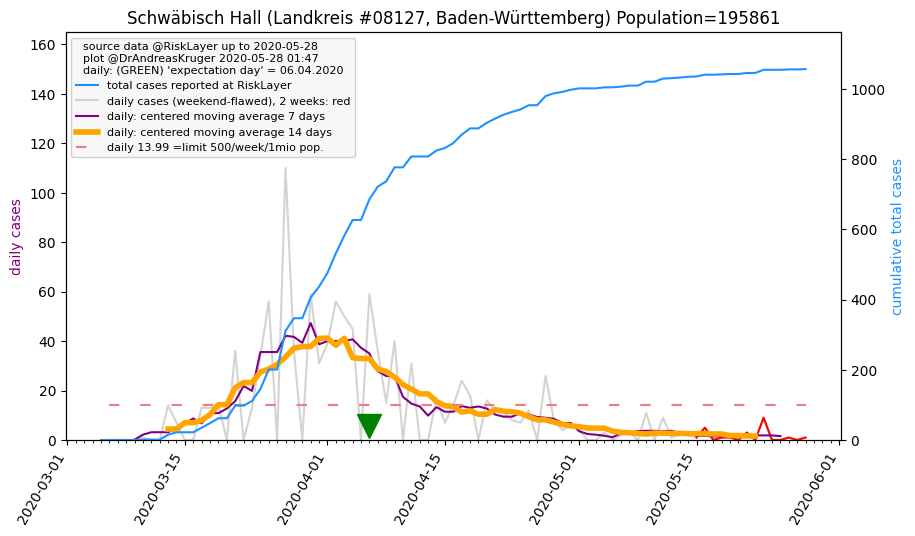 Schwäbisch Hall (Landkreis #08127, Baden-Württemberg) Population=195861
source data @RiskLayer up to 2020-05-28
plot @DrAndreasKruger 2020-05-28 01:47
daily: (GREEN) 'expectation day' = 06.04.2020
total cases reported at RiskLayer
daily cases (weekend-flawed), 2 weeks: red
daily: centered moving average 7 days
daily: centered moving average 14 days
daily 13.99 =limit 500/week/1mio pop.
daily cases
160
140
120
100
80
60
40
20
0
cumulative total cases
1000
800
600
400
200
0
2020-03-01
2020-03-15
2020-04-01
2020-04-15
2020-05-01
2020-05-15
2020-06-01